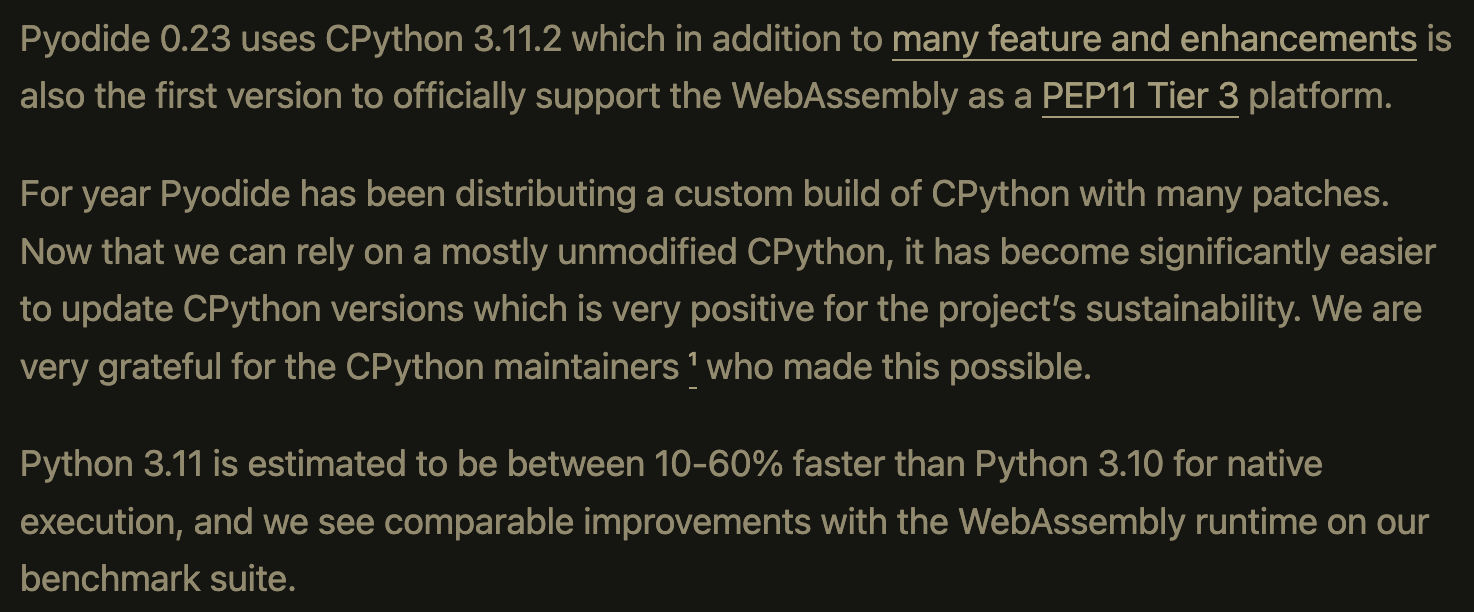 Pyodide 0.23 uses CPython 3.11.2 which in addition to many feature and enhancements is
also the first version to officially support the WebAssembly as a PEP11 Tier 3 platform.
For year Pyodide has been distributing a custom build of CPython with many patches.
Now that we can rely on a mostly unmodified CPython, it has become significantly easier
to update CPython versions which is very positive for the project’s sustainability. We are
very grateful for the CPython maintainers ¹ who made this possible.
Python 3.11 is estimated to be between 10-60% faster than Python 3.10 for native
execution, and we see comparable improvements with the WebAssembly runtime on our
benchmark suite.